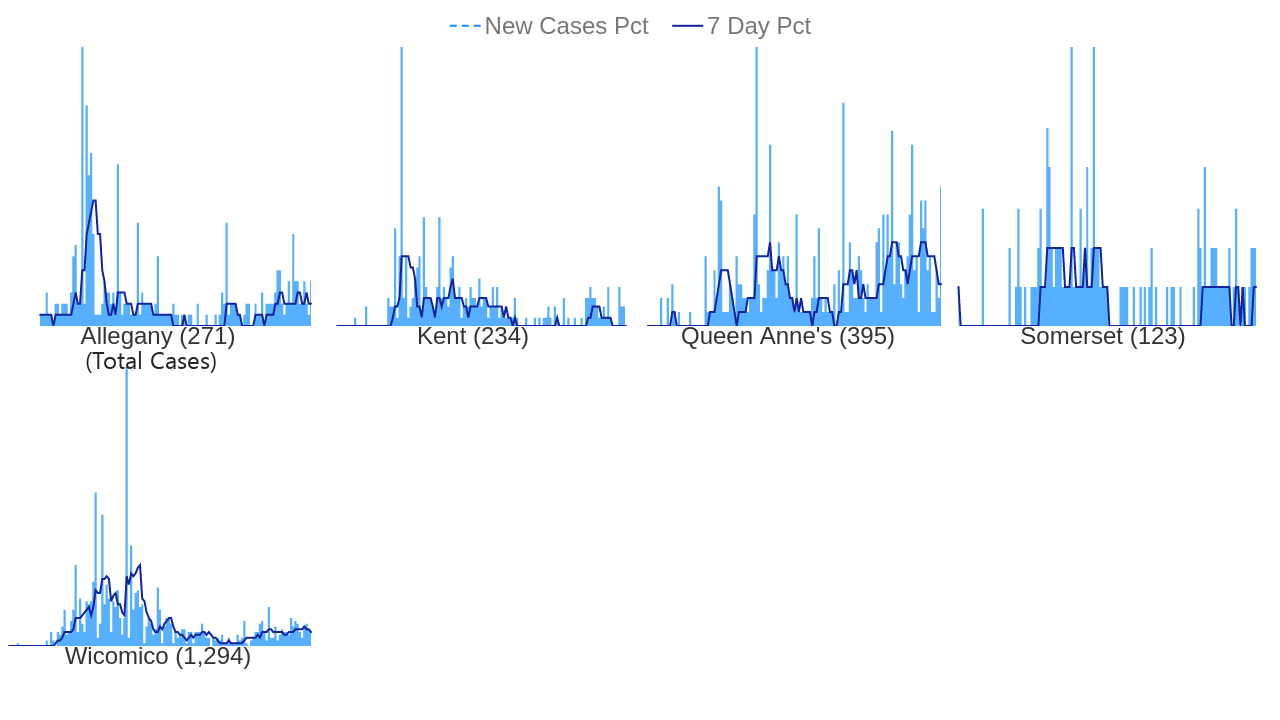 New Cases Pct 7 Day Pct
Allegany (271) Kent (234) Queen Anne's (395) Somerset (123)
(Total Cases)
Wicomico (1,294)